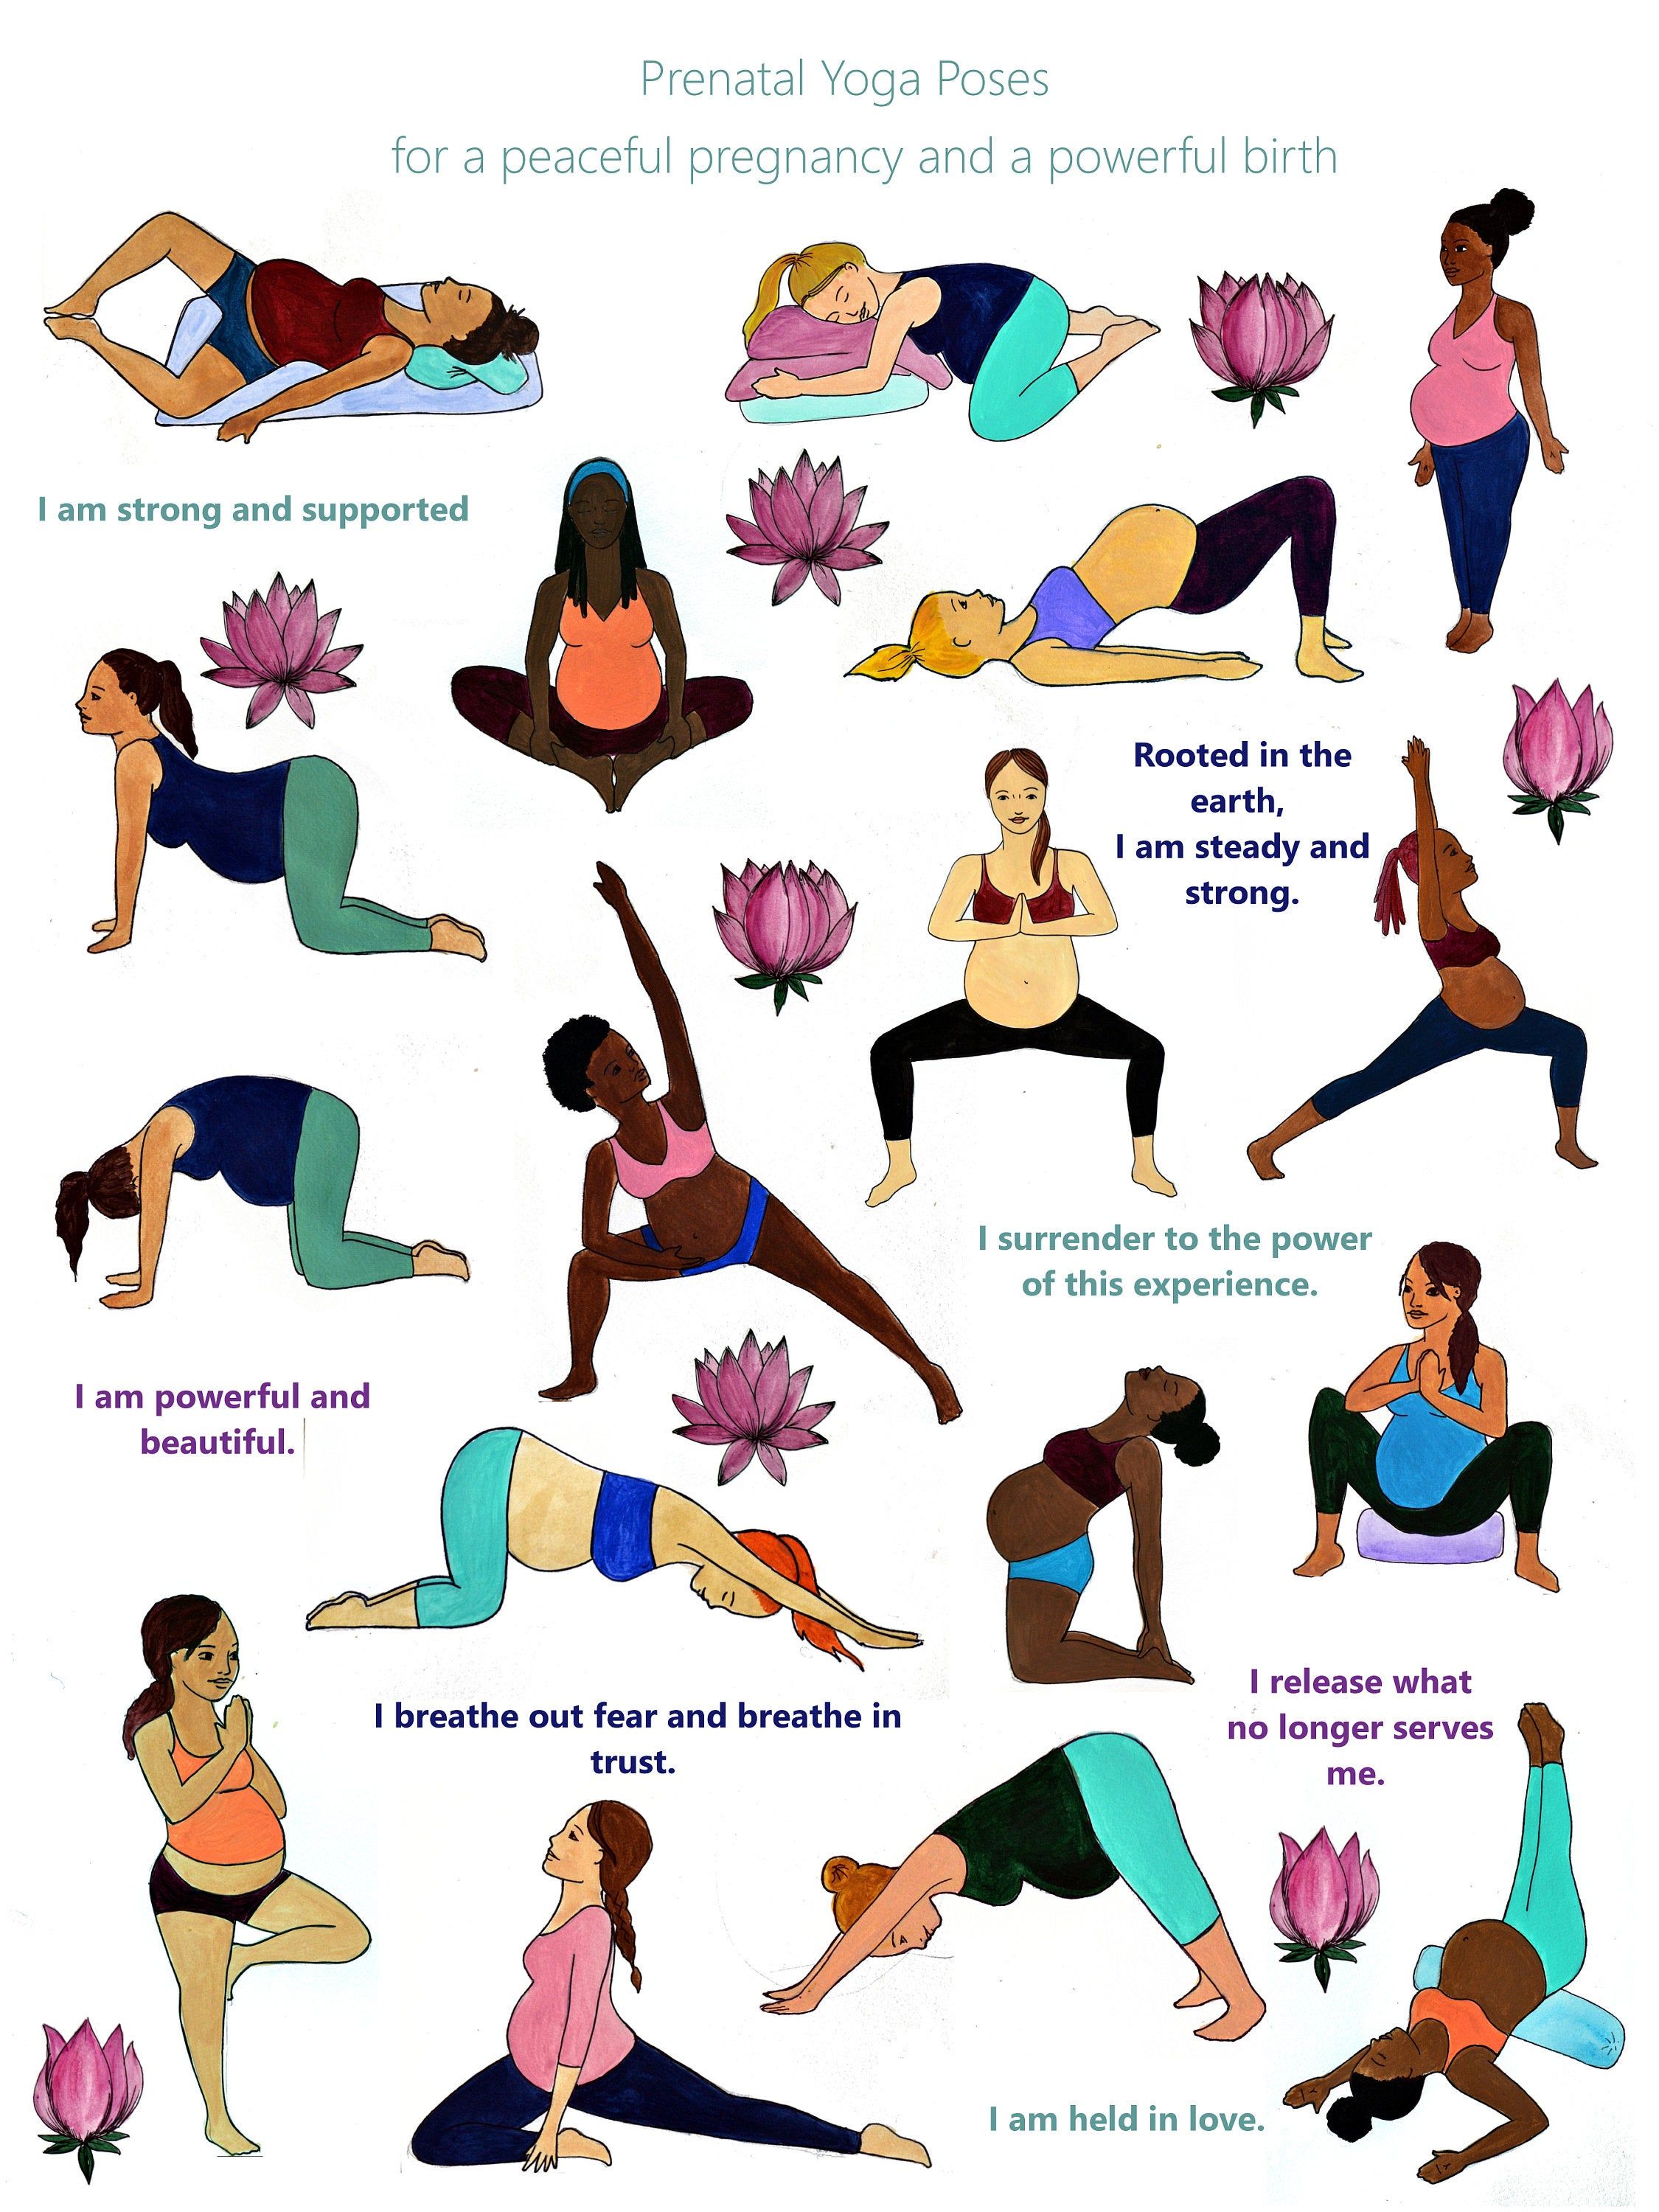 Prenatal Yoga Poses
for a peaceful pregnancy and a powerful birth
I am strong and supported
Rooted in the
earth,
I am steady and
strong.
I surrender to the power
of this experience.
I am powerful and
beautiful.
I release what
no longer serves
me.
I breathe out fear and breathe in
trust.
I am held in love.